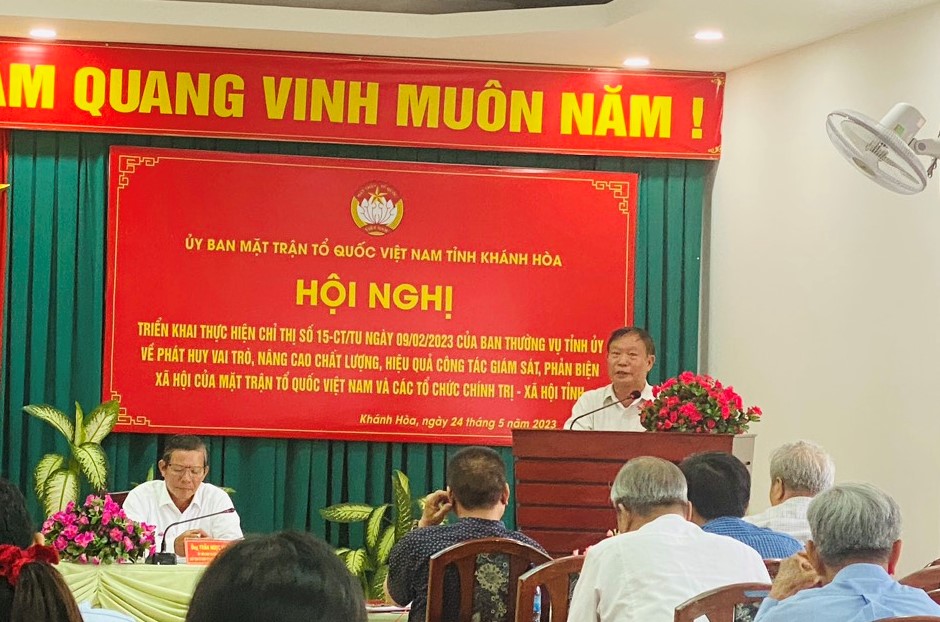 AM QUANG VINH MUÔN NĂM !
ỦY BAN MẶT TRẬN TỔ QUỐC VIỆT NAM TỈNH KHÁNH HÒA
HỘI NGHỊ
TRIỂN KHAI THỰC HIỆN CHỈ THỊ SỐ 15-CT/TU NGÀY 09/02/2023 CỦA BAN THƯỜNG VỤ TỈNH ỦY
VỀ PHÁT HUY VAI TRÒ, NÂNG CAO CHẤT LƯỢNG, HIỆU QUẢ CÔNG TÁC GIÁM SÁT, PHẢN BIỆN
XÃ HỘI CỦA MẶT TRẬN TỔ QUỐC VIỆT NAM VÀ CÁC TỔ CHỨC CHÍNH TRỊ - XÃ HỘI TỈNH
Khánh Hòa, ngày 24 tháng 5 năm 2023